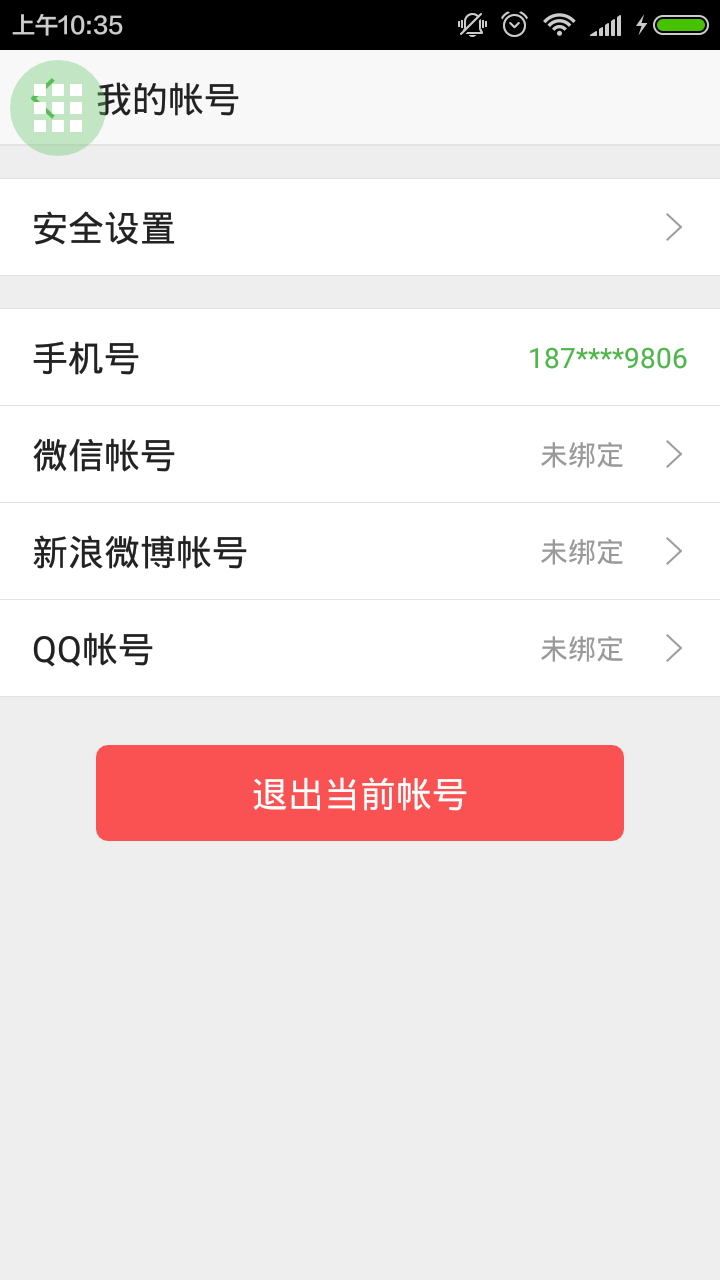 上午10:35
我的帐号
安全设置
手机号 187****9806
微信帐号 未绑定
新浪微博帐号 未绑定
QQ帐号 未绑定
退出当前帐号